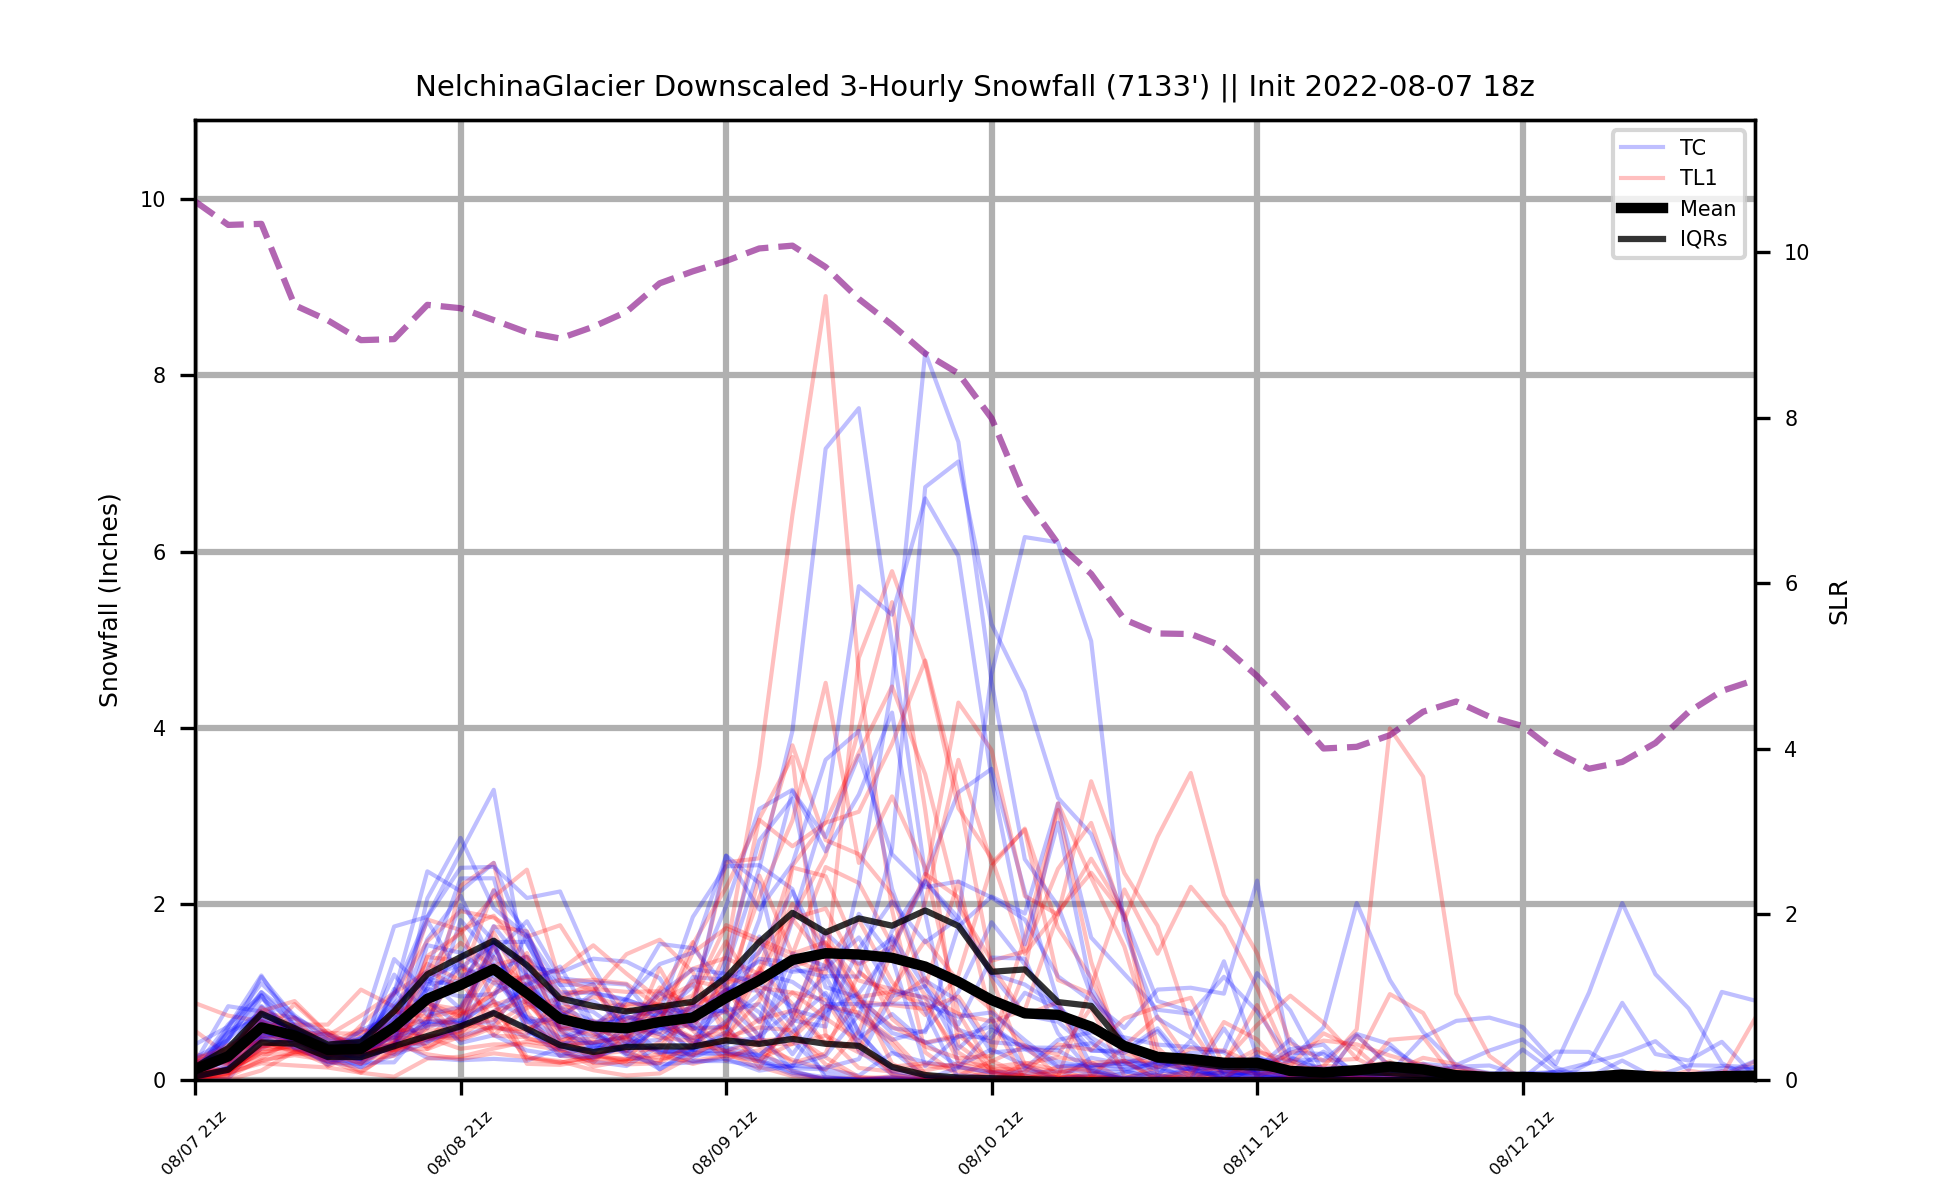 NelchinaGlacier Downscaled 3-Hourly Snowfall (7133') || Init 2022-08-07 18z
TC
TL1
Mean
IQRs
Snowfall (Inches)
10
8
6
4
2
0
SLR
10
8
6
4
2
0
08/07 21z
08/08 21z
08/09 21z
08/10 21z
08/11 21z
08/12 21z